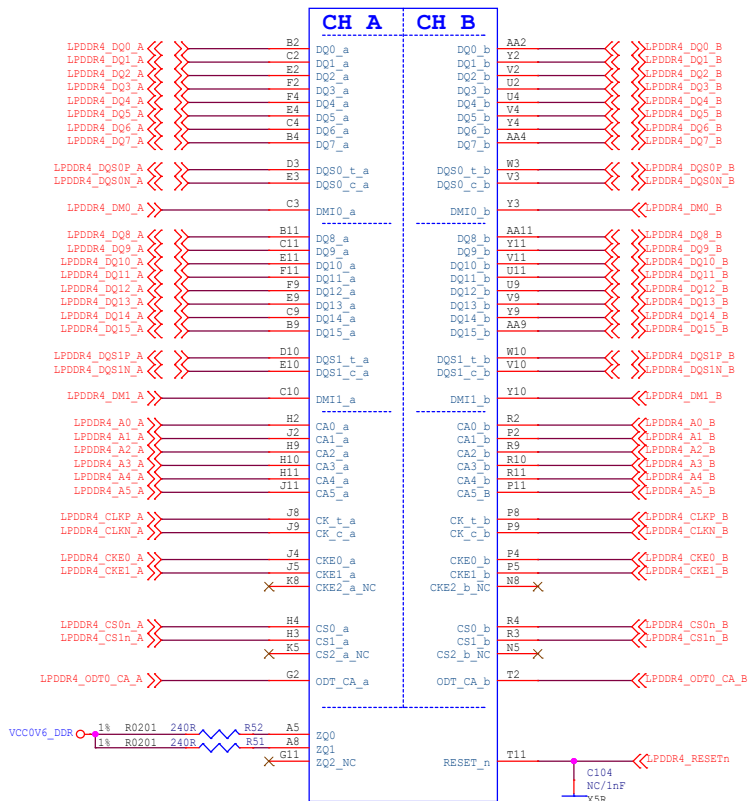 CH A CH B
LPDDR4_DQ0_A B2 DQ0_a DQ0_b AA2 LPDDR4_DQ0_B
LPDDR4_DQ1_A C2 DQ1_a DQ1_b Y2 LPDDR4_DQ1_B
LPDDR4_DQ2_A E2 DQ2_a DQ2_b V2 LPDDR4_DQ2_B
LPDDR4_DQ3_A F2 DQ3_a DQ3_b U2 LPDDR4_DQ3_B
LPDDR4_DQ4_A F4 DQ4_a DQ4_b U4 LPDDR4_DQ4_B
LPDDR4_DQ5_A E4 DQ5_a DQ5_b V4 LPDDR4_DQ5_B
LPDDR4_DQ6_A C4 DQ6_a DQ6_b Y4 LPDDR4_DQ6_B
LPDDR4_DQ7_A B4 DQ7_a DQ7_b AA4 LPDDR4_DQ7_B
LPDDR4_DQS0P_A D3 DQS0_t_a DQS0_t_b W3 LPDDR4_DQS0P_B
LPDDR4_DQS0N_A E3 DQS0_c_a DQS0_c_b V3 LPDDR4_DQS0N_B
LPDDR4_DM0_A C3 DMI0_a DMI0_b Y3 LPDDR4_DM0_B
LPDDR4_DQ8_A B11 DQ8_a DQ8_b AA11 LPDDR4_DQ8_B
LPDDR4_DQ9_A C11 DQ9_a DQ9_b Y11 LPDDR4_DQ9_B
LPDDR4_DQ10_A E11 DQ10_a DQ10_b V11 LPDDR4_DQ10_B
LPDDR4_DQ11_A F11 DQ11_a DQ11_b U11 LPDDR4_DQ11_B
LPDDR4_DQ12_A F9 DQ12_a DQ12_b U9 LPDDR4_DQ12_B
LPDDR4_DQ13_A E9 DQ13_a DQ13_b V9 LPDDR4_DQ13_B
LPDDR4_DQ14_A C9 DQ14_a DQ14_b Y9 LPDDR4_DQ14_B
LPDDR4_DQ15_A B9 DQ15_a DQ15_b AA9 LPDDR4_DQ15_B
LPDDR4_DQS1P_A D10 DQS1_t_a DQS1_t_b W10 LPDDR4_DQS1P_B
LPDDR4_DQS1N_A E10 DQS1_c_a DQS1_c_b V10 LPDDR4_DQS1N_B
LPDDR4_DM1_A C10 DMI1_a DMI1_b Y10 LPDDR4_DM1_B
LPDDR4_A0_A H2 CA0_a CA0_b R2 LPDDR4_A0_B
LPDDR4_A1_A J2 CA1_a CA1_b P2 LPDDR4_A1_B
LPDDR4_A2_A H9 CA2_a CA2_b R9 LPDDR4_A2_B
LPDDR4_A3_A H10 CA3_a CA3_b R10 LPDDR4_A3_B
LPDDR4_A4_A H11 CA4_a CA4_b R11 LPDDR4_A4_B
LPDDR4_A5_A J11 CA5_a CA5_B P11 LPDDR4_A5_B
LPDDR4_CLKP_A J8 CK_t_a CK_t_b P8 LPDDR4_CLKP_B
LPDDR4_CLKN_A J9 CK_c_a CK_c_b P9 LPDDR4_CLKN_B
LPDDR4_CKE0_A J4 CKE0_a CKE0_b P4 LPDDR4_CKE0_B
LPDDR4_CKE1_A J5 CKE1_a CKE1_b P5 LPDDR4_CKE1_B
K8 CKE2_a_NC CKE2_b_NC N8
LPDDR4_CS0n_A H4 CS0_a CS0_b R4 LPDDR4_CS0n_B
LPDDR4_CS1n_A H3 CS1_a CS1_b R3 LPDDR4_CS1n_B
K5 CS2_a_NC CS2_b_NC N5
LPDDR4_ODT0_CA_A G2 ODT_CA_a ODT_CA_b T2 LPDDR4_ODT0_CA_B
VCC0V6_DDR 1% R0201 240R R52 A5 ZQ0
1% R0201 240R R51 A8 ZQ1
G11 ZQ2_NC RESET_n T11 LPDDR4_RESETn
C104
NC/1nF
X5R